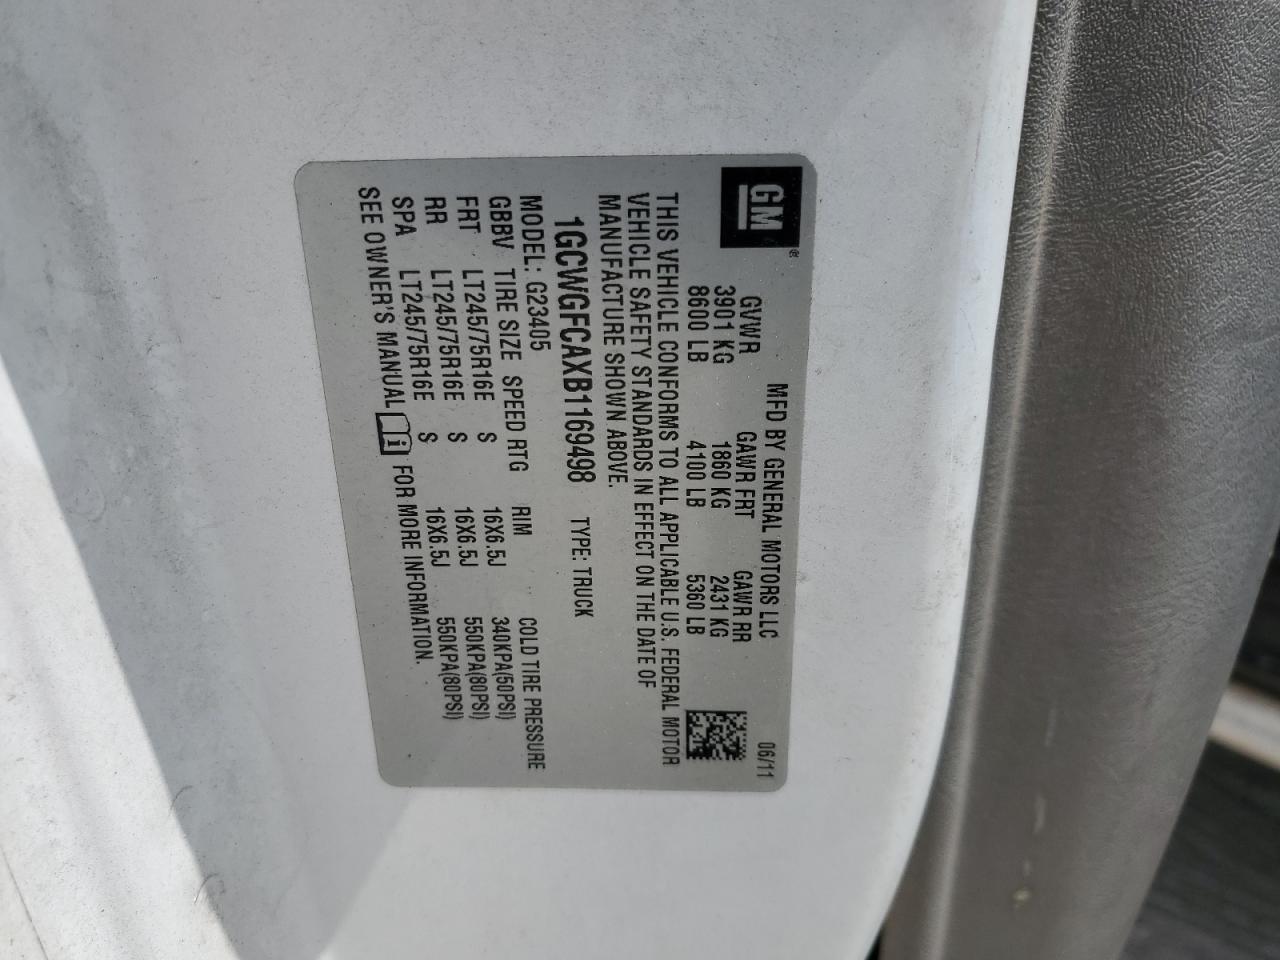 GM®
MFD BY GENERAL MOTORS LLC 06/11
GVWR GAWR FRT GAWR RR
3901 KG 1860 KG 2431 KG
8600 LB 4100 LB 5360 LB
THIS VEHICLE CONFORMS TO ALL APPLICABLE U.S. FEDERAL MOTOR
VEHICLE SAFETY STANDARDS IN EFFECT ON THE DATE OF
MANUFACTURE SHOWN ABOVE.
1GCWGFCAXB1169498 TYPE: TRUCK
MODEL: G23405
GBBV TIRE SIZE SPEED RTG RIM COLD TIRE PRESSURE
FRT LT245/75R16E S 16X6.5J 340KPA(50PSI)
RR LT245/75R16E S 16X6.5J 550KPA(80PSI)
SPA LT245/75R16E S 16X6.5J 550KPA(80PSI)
SEE OWNER'S MANUAL i FOR MORE INFORMATION.